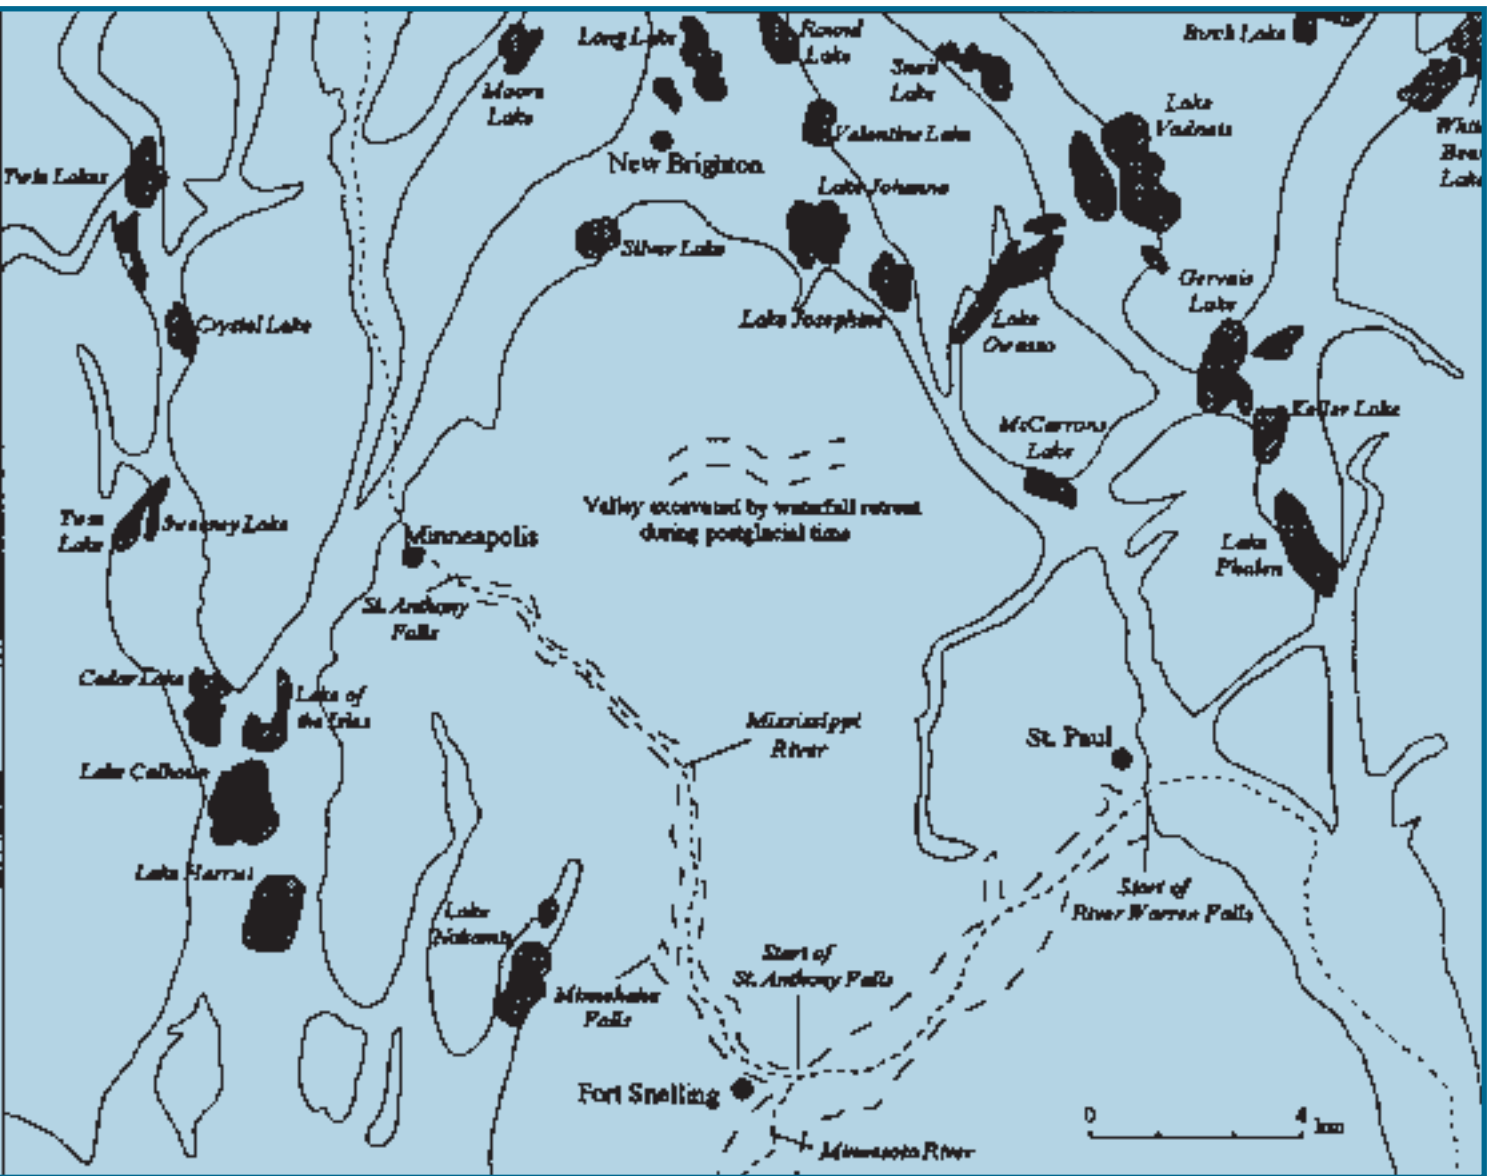 Long Lake
Round
Lake
Birch Lake
Snail
Lake
Moore
Lake
Lake
Vadnais
Valentine Lake
White
Bear
Lake
New Brighton
Twin Lakes
Lake Johanna
Silver Lake
Gervais
Lake
Crystal Lake
Lake Josephine
Lake
Owasso
Keller Lake
McCarrons
Lake
Valley excavated by waterfall retreat
during postglacial time
Twin
Lake
Sweeney Lake
Minneapolis
Lake
Phalen
St. Anthony
Falls
Cedar Lake
Lake of
the Isles
Mississippi
River
St. Paul
Lake Calhoun
Lake Harriet
Start of
River Warren Falls
Lake
Nokomis
Start of
St. Anthony Falls
Minnehaha
Falls
Fort Snelling
0 4
km
Minnesota River